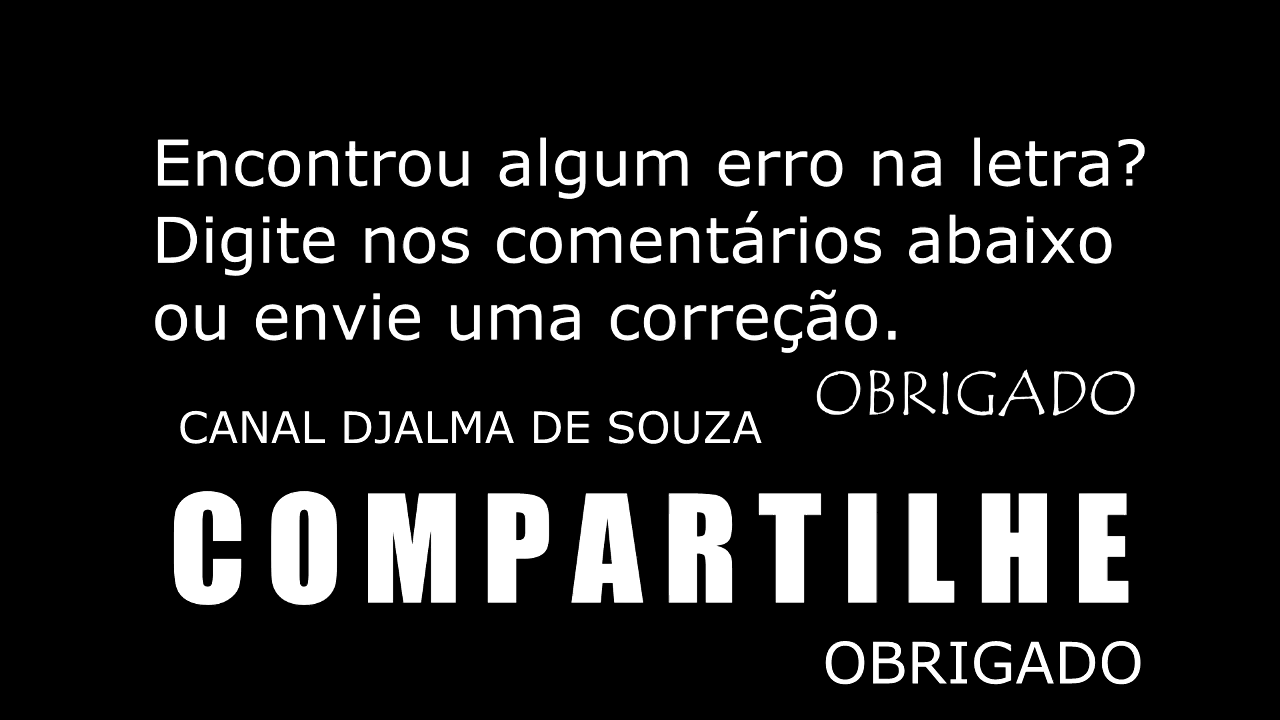 Encontrou algum erro na letra?
Digite nos comentários abaixo
ou envie uma correção.
OBRIGADO
CANAL DJALMA DE SOUZA
COMPARTILHE
OBRIGADO